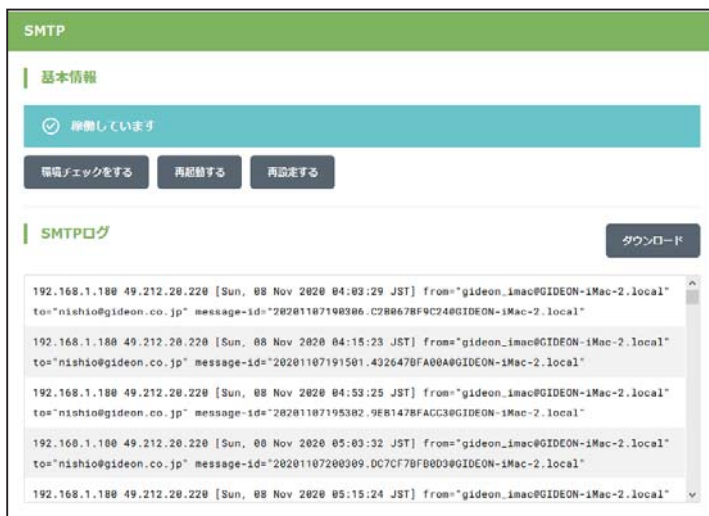 SMTP
基本情報
稼働しています
環境チェックをする 再起動する 再設定する
SMTPログ
ダウンロード
192.168.1.180 49.212.20.220 [Sun, 08 Nov 2020 04:03:29 JST] from="gideon_imac@GIDEON-iMac-2.local"
to="nishio@gideon.co.jp" message-id="20201107190306.C2B067BF9C24@GIDEON-iMac-2.local"
192.168.1.180 49.212.20.220 [Sun, 08 Nov 2020 04:15:23 JST] from="gideon_imac@GIDEON-iMac-2.local"
to="nishio@gideon.co.jp" message-id="20201107191501.432647BFA00A@GIDEON-iMac-2.local"
192.168.1.180 49.212.20.220 [Sun, 08 Nov 2020 04:53:25 JST] from="gideon_imac@GIDEON-iMac-2.local"
to="nishio@gideon.co.jp" message-id="20201107195302.9EB147BFACC3@GIDEON-iMac-2.local"
192.168.1.180 49.212.20.220 [Sun, 08 Nov 2020 05:03:32 JST] from="gideon_imac@GIDEON-iMac-2.local"
to="nishio@gideon.co.jp" message-id="20201107200309.DC7CF7BFB0D3@GIDEON-iMac-2.local"
192.168.1.180 49.212.20.220 [Sun, 08 Nov 2020 05:15:24 JST] from="gideon_imac@GIDEON-iMac-2.local"